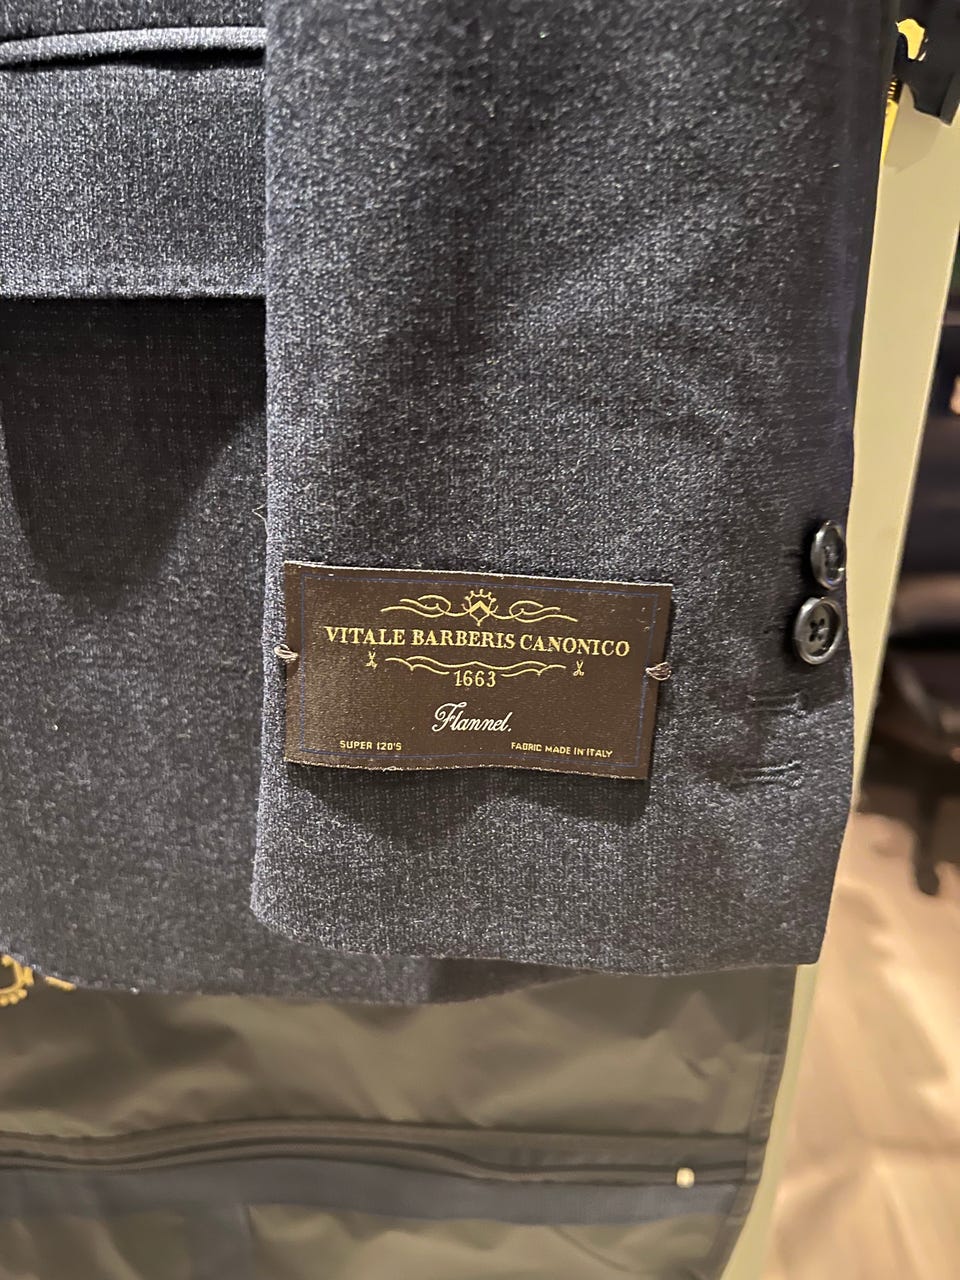 VITALE BARBERIS CANONICO
1663
Flannel.
SUPER 120'S
FABRIC MADE IN ITALY